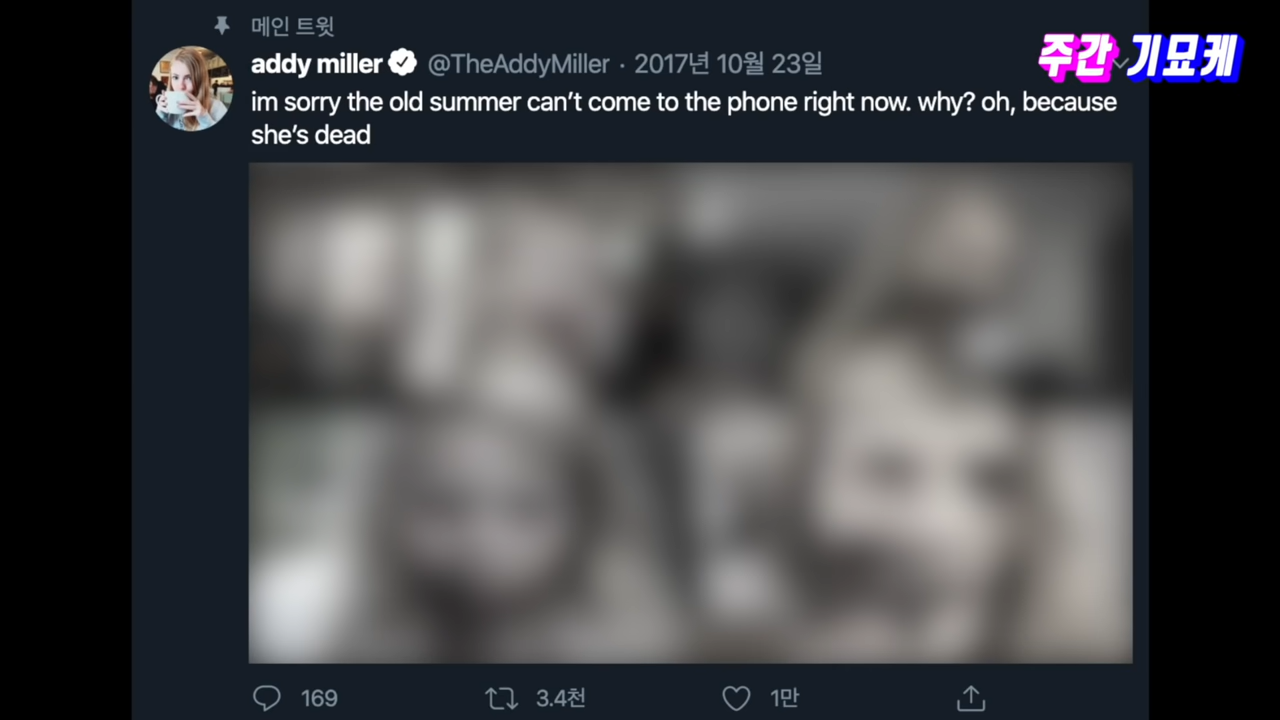 메인 트윗
주간 기묘케
addy miller @TheAddyMiller · 2017년 10월 23일
im sorry the old summer can’t come to the phone right now. why? oh, because
she’s dead
169 3.4천 1만